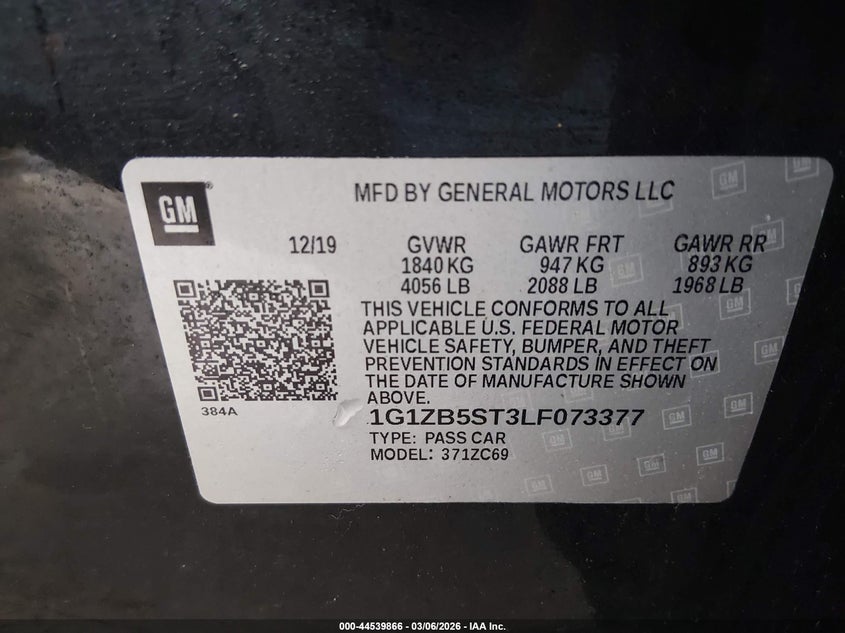 GM
MFD BY GENERAL MOTORS LLC
12/19 GVWR GAWR FRT GAWR RR
1840 KG 947 KG 893 KG
4056 LB 2088 LB 1968 LB
THIS VEHICLE CONFORMS TO ALL
APPLICABLE U.S. FEDERAL MOTOR
VEHICLE SAFETY, BUMPER, AND THEFT
PREVENTION STANDARDS IN EFFECT ON
THE DATE OF MANUFACTURE SHOWN
ABOVE.
384A
1G1ZB5ST3LF073377
TYPE: PASS CAR
MODEL: 371ZC69
000-44539866 - 03/06/2026 - IAA Inc.